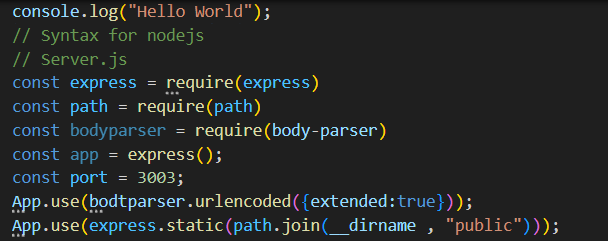 console.log("Hello World");
// Syntax for nodejs
// Server.js
const express = require(express)
const path = require(path)
const bodyparser = require(body-parser)
const app = express();
const port = 3003;
App.use(bodtparser.urlencoded({extended:true}));
App.use(express.static(path.join(__dirname , "public")));